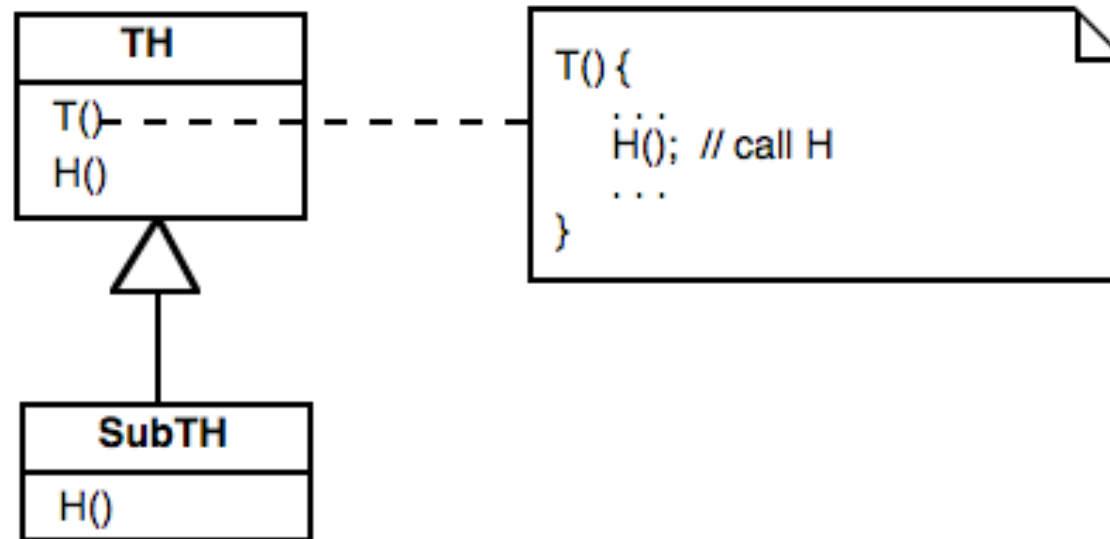 TH
T()
H()
T() {
. . .
H(); // call H
. . .
}
SubTH
H()